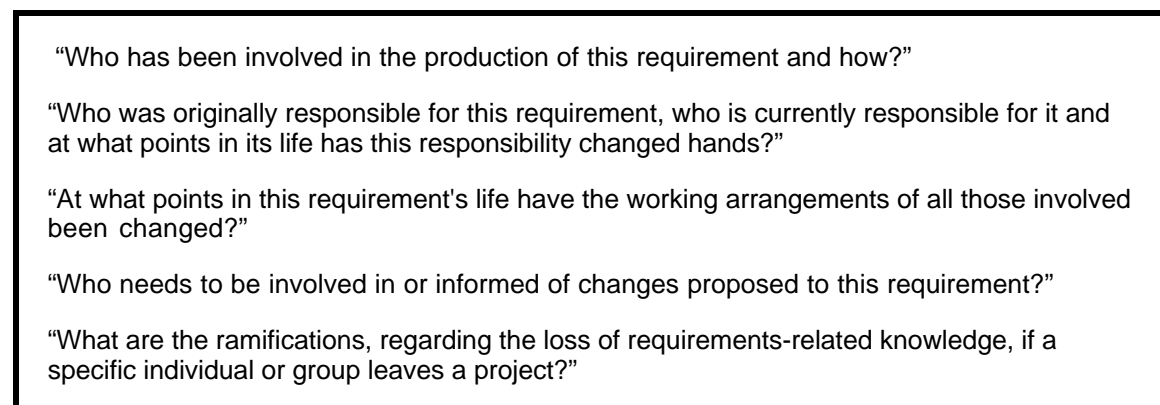 “Who has been involved in the production of this requirement and how?”
“Who was originally responsible for this requirement, who is currently responsible for it and
at what points in its life has this responsibility changed hands?”
“At what points in this requirement's life have the working arrangements of all those involved
been changed?”
“Who needs to be involved in or informed of changes proposed to this requirement?”
“What are the ramifications, regarding the loss of requirements-related knowledge, if a
specific individual or group leaves a project?”